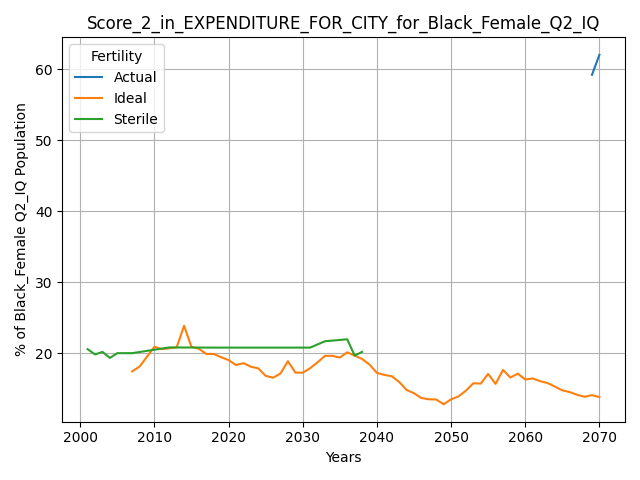 Score_2_in_EXPENDITURE_FOR_CITY_for_Black_Female_Q2_IQ
Fertility
Actual
Ideal
Sterile
% of Black_Female Q2_IQ Population
60
50
40
30
20
2000 2010 2020 2030 2040 2050 2060 2070
Years